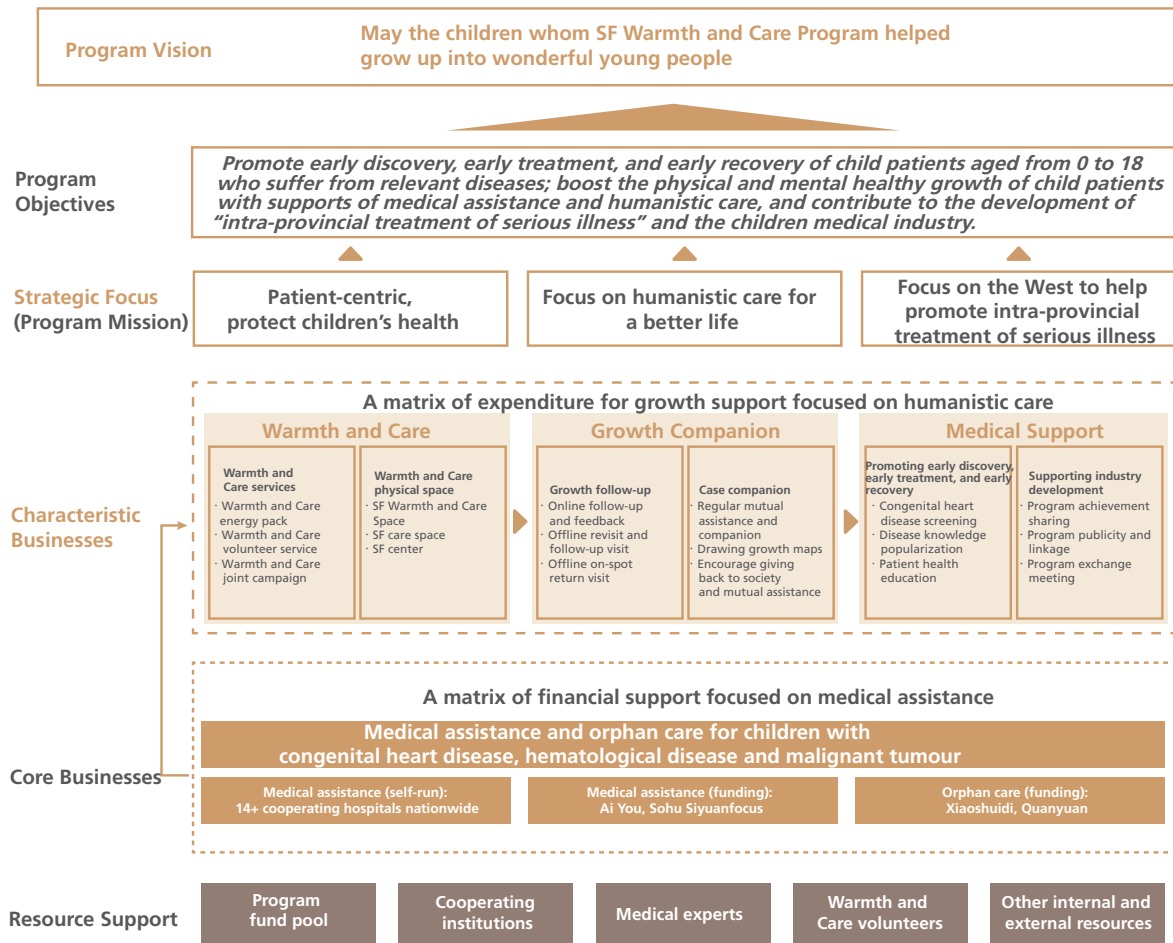 Program Vision
May the children whom SF Warmth and Care Program helped
grow up into wonderful young people
Program
Objectives
Promote early discovery, early treatment, and early recovery of child patients aged from 0 to 18
who suffer from relevant diseases; boost the physical and mental healthy growth of child patients
with supports of medical assistance and humanistic care, and contribute to the development of
“intra-provincial treatment of serious illness” and the children medical industry.
Strategic Focus
(Program Mission)
Patient-centric,
protect children’s health
Focus on humanistic care for
a better life
Focus on the West to help
promote intra-provincial
treatment of serious illness
Characteristic
Businesses
A matrix of expenditure for growth support focused on humanistic care
Warmth and Care
Warmth and
Care services
· Warmth and Care
energy pack
· Warmth and Care
volunteer service
· Warmth and Care
joint campaign
Warmth and Care
physical space
· SF Warmth and Care
Space
· SF care space
· SF center
Growth Companion
Growth follow-up
· Online follow-up
and feedback
· Offline revisit and
follow-up visit
· Offline on-spot
return visit
Case companion
· Regular mutual
assistance and
companion
· Drawing growth maps
· Encourage giving
back to society
and mutual assistance
Medical Support
Promoting early discovery,
early treatment, and early
recovery
· Congenital heart
disease screening
· Disease knowledge
popularization
· Patient health
education
Supporting industry
development
· Program achievement
sharing
· Program publicity and
linkage
· Program exchange
meeting
Core Businesses
A matrix of financial support focused on medical assistance
Medical assistance and orphan care for children with
congenital heart disease, hematological disease and malignant tumour
Medical assistance (self-run):
14+ cooperating hospitals nationwide
Medical assistance (funding):
Ai You, Sohu Siyuanfocus
Orphan care (funding):
Xiaoshuidi, Quanyuan
Resource Support
Program
fund pool
Cooperating
institutions
Medical experts
Warmth and
Care volunteers
Other internal and
external resources